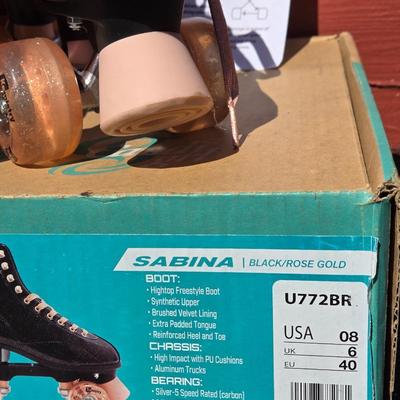 SABINA | BLACK/ROSE GOLD
BOOT:
• Hightop Freestyle Boot
• Synthetic Upper
• Brushed Velvet Lining
• Extra Padded Tongue
• Reinforced Heel and Toe
CHASSIS:
• High Impact with PU Cushions
• Aluminum Trucks
BEARING:
• Silver-5 Speed Rated (carbon)
U772BR
USA 08
UK 6
EU 40